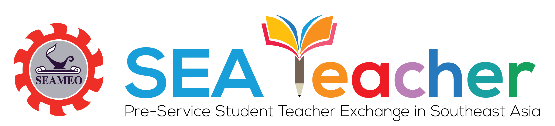 SEAMEO
SEA Teacher
Pre-Service Student Teacher Exchange in Southeast Asia